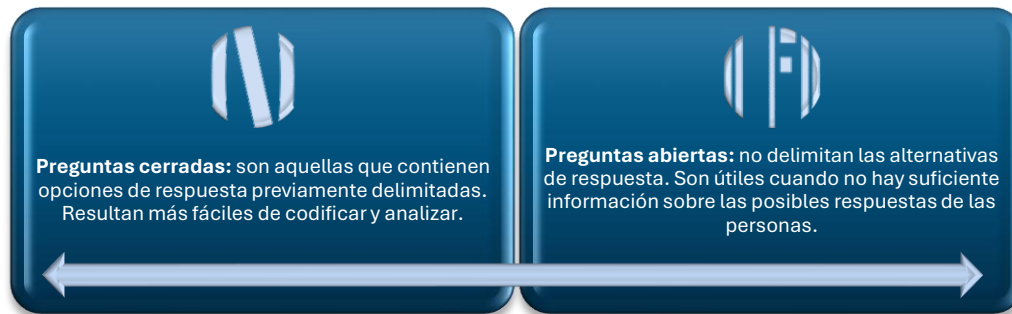 Preguntas cerradas: son aquellas que contienen
opciones de respuesta previamente delimitadas.
Resultan más fáciles de codificar y analizar.
Preguntas abiertas: no delimitan las alternativas
de respuesta. Son útiles cuando no hay suficiente
información sobre las posibles respuestas de las
personas.